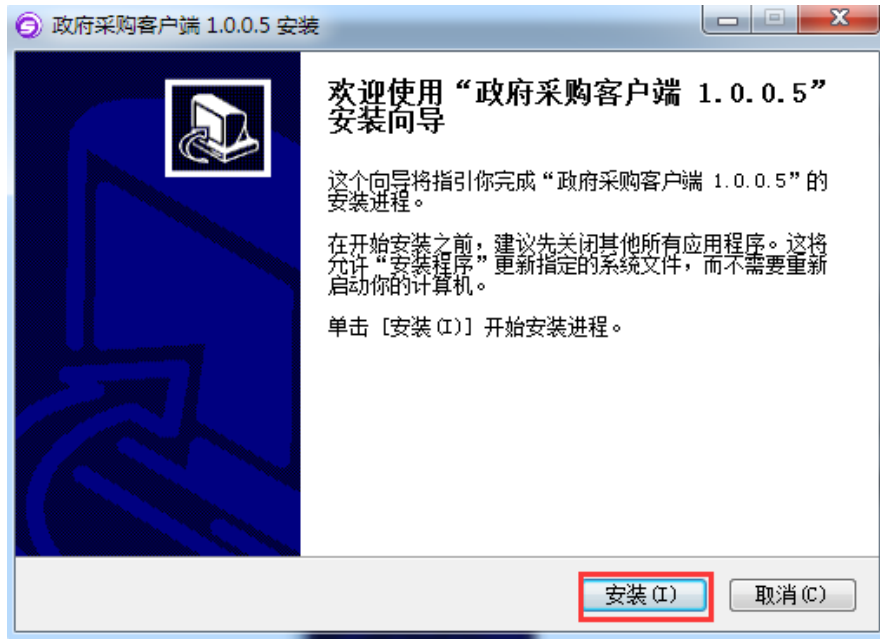 政府采购客户端 1.0.0.5 安装
欢迎使用“政府采购客户端 1.0.0.5”
安装向导
这个向导将指引你完成“政府采购客户端 1.0.0.5”的
安装进程。
在开始安装之前，建议先关闭其他所有应用程序。这将
允许“安装程序”更新指定的系统文件，而不需要重新
启动你的计算机。
单击 [安装(I)] 开始安装进程。
安装(I)
取消(C)